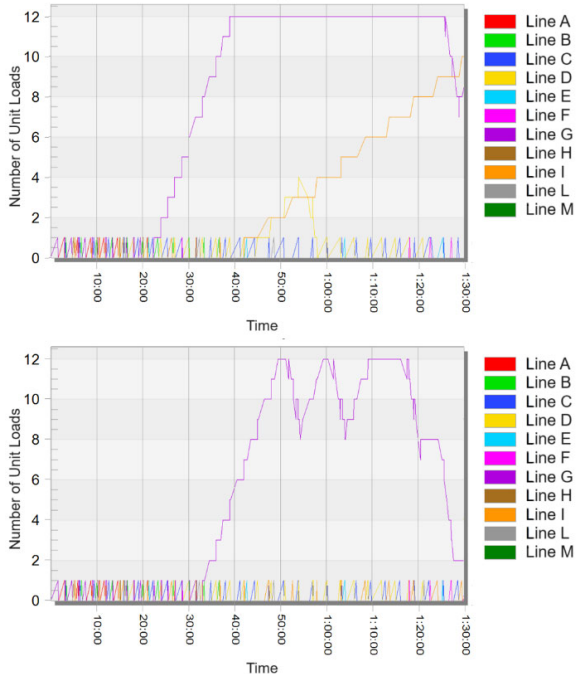 12
10
8
6
4
2
0
Number of Unit Loads
10:00
20:00
30:00
40:00
50:00
1:00:00
1:10:00
1:20:00
1:30:00
Time
Line A
Line B
Line C
Line D
Line E
Line F
Line G
Line H
Line I
Line L
Line M
12
10
8
6
4
2
0
Number of Unit Loads
10:00
20:00
30:00
40:00
50:00
1:00:00
1:10:00
1:20:00
1:30:00
Time
Line A
Line B
Line C
Line D
Line E
Line F
Line G
Line H
Line I
Line L
Line M